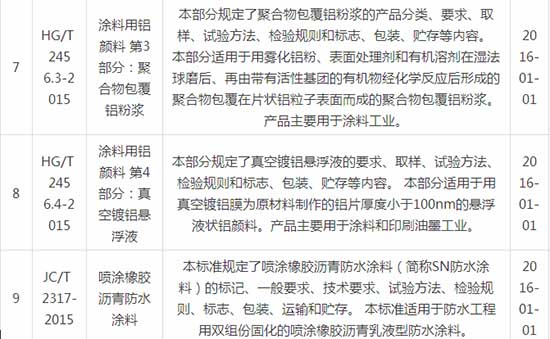 7
HG/T
245
6.3-2
015
涂料用铝
颜料 第3
部分：聚
合物包覆
铝粉浆
本部分规定了聚合物包覆铝粉浆的产品分类、要求、取
样、试验方法、检验规则和标志、包装、贮存等内容。
本部分适用于用雾化铝粉、表面处理剂和有机溶剂在湿法
球磨后、再由带有活性基团的有机物经化学反应后形成的
聚合物包覆在片状铝粒子表面而成的聚合物包覆铝粉浆。
产品主要用于涂料工业。
20
16-
01-
01
8
HG/T
245
6.4-2
015
涂料用铝
颜料 第4
部分：真
空镀铝悬
浮液
本部分规定了真空镀铝悬浮液的要求、取样、试验方法、
检验规则和标志、包装、贮存等内容。 本部分适用于用
真空镀铝膜为原材料制作的铝片厚度小于100nm的悬浮
液状铝颜料。产品主要用于涂料和印刷油墨工业。
20
16-
01-
01
9
JC/T
2317-
2015
喷涂橡胶
沥青防水
涂料
本标准规定了喷涂橡胶沥青防水涂料（简称SN防水涂
料）的标记、一般要求、技术要求、试验方法、检验规
则、标志、包装、运输和贮存。 本标准适用于防水工程
用双组份固化的喷涂橡胶沥青乳液型防水涂料。
20
16-
01-
01